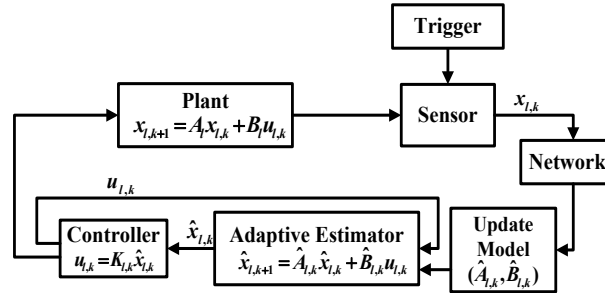 Trigger
Plant
x_{l,k+1} = A_l x_{l,k} + B_l u_{l,k}
Sensor
x_{l,k}
Network
u_{l,k}
Controller
u_{l,k} = K_{l,k} x̂_{l,k}
x̂_{l,k}
Adaptive Estimator
x̂_{l,k+1} = Â_{l,k} x̂_{l,k} + B̂_{l,k} u_{l,k}
Update
Model
(Â_{l,k}, B̂_{l,k})